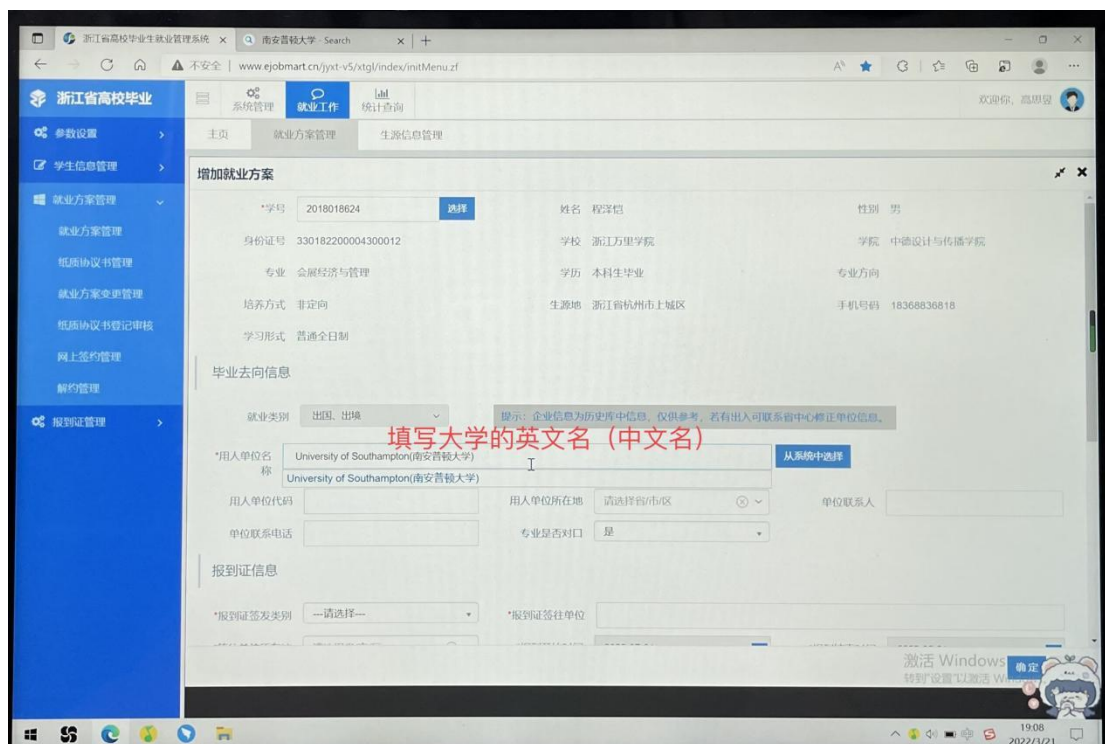 浙江省高校毕业生就业管理系统
南安普顿大学 - Search
不安全 www.ejobmart.cn/jyxt-v5/xtgl/index/initMenu.zf
浙江省高校毕业
系统管理 就业工作 统计查询
欢迎你,
参数设置
主页 就业方案管理 生源信息管理
学生信息管理
增加就业方案
就业方案管理
*学号 2018018624 选择 姓名 程泽恺 性别 男
就业方案管理
身份证号 330182200004300012 学校 浙江万里学院 学院 中德设计与传播学院
纸质协议书管理
专业 会展经济与管理 学历 本科生毕业 专业方向
就业方案变更管理
培养方式 非定向 生源地 浙江省杭州市上城区 手机号码 18368836818
纸质协议书登记审核
学习形式 普通全日制
网上签约管理
毕业去向信息
解约管理
就业类别 出国、出境 提示：企业信息为历史库中信息，仅供参考，若有出入可联系省中心修正单位信息。
报到证管理
填写大学的英文名（中文名）
*用人单位名称 University of Southampton(南安普顿大学) 从系统中选择
University of Southampton(南安普顿大学)
用人单位代码 用人单位所在地 请选择省/市/区 单位联系人
单位联系电话 专业是否对口 是
报到证信息
*报到证签发类别 ---请选择--- *报到证签往单位
激活 Windows 确定
转到"设置"以激活
19:08
2022/3/21